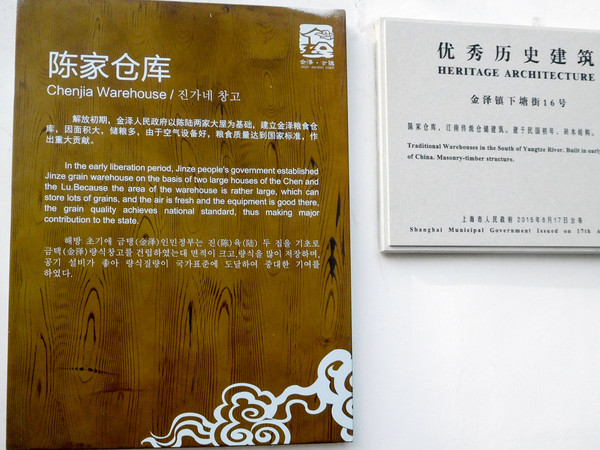 金泽·古镇
陈家仓库
Chenjia Warehouse / 진가네 창고
解放初期，金泽人民政府以陈陆两家大屋为基础，建立金泽粮食仓
库，因面积大，储粮多，由于空气设备好，粮食质量达到国家标准，作
出重大贡献。
In the early liberation period, Jinze people's government established
Jinze grain warehouse on the basis of two large houses of the Chen and
the Lu.Because the area of the warehouse is rather large, which can
store lots of grains, and the air is fresh and the equipment is good there,
the grain quality achieves national standard, thus making major
contribution to the state.
해방 초기에 금택(金泽)인민정부는 진(陈)육(陆) 두 집을 기초로
금택(金泽) 량식창고를 건립하였는대 면적이 크고,량식을 많이 저장하며,
공기 설비가 좋아 량식질량이 국가표준에 도달하여 중대한 기여를
하였다.
优秀历史建筑
HERITAGE ARCHITECTURE
金泽镇下塘街16号
陈家仓库，江南传统仓储建筑。建于民国初年，砖木结构。
Traditional Warehouses in the South of Yangtze River. Built in early
of China. Masonry-timber structure.
上海市人民政府 2015年8月17日公布
Shanghai Municipal Government Issued on 17th A